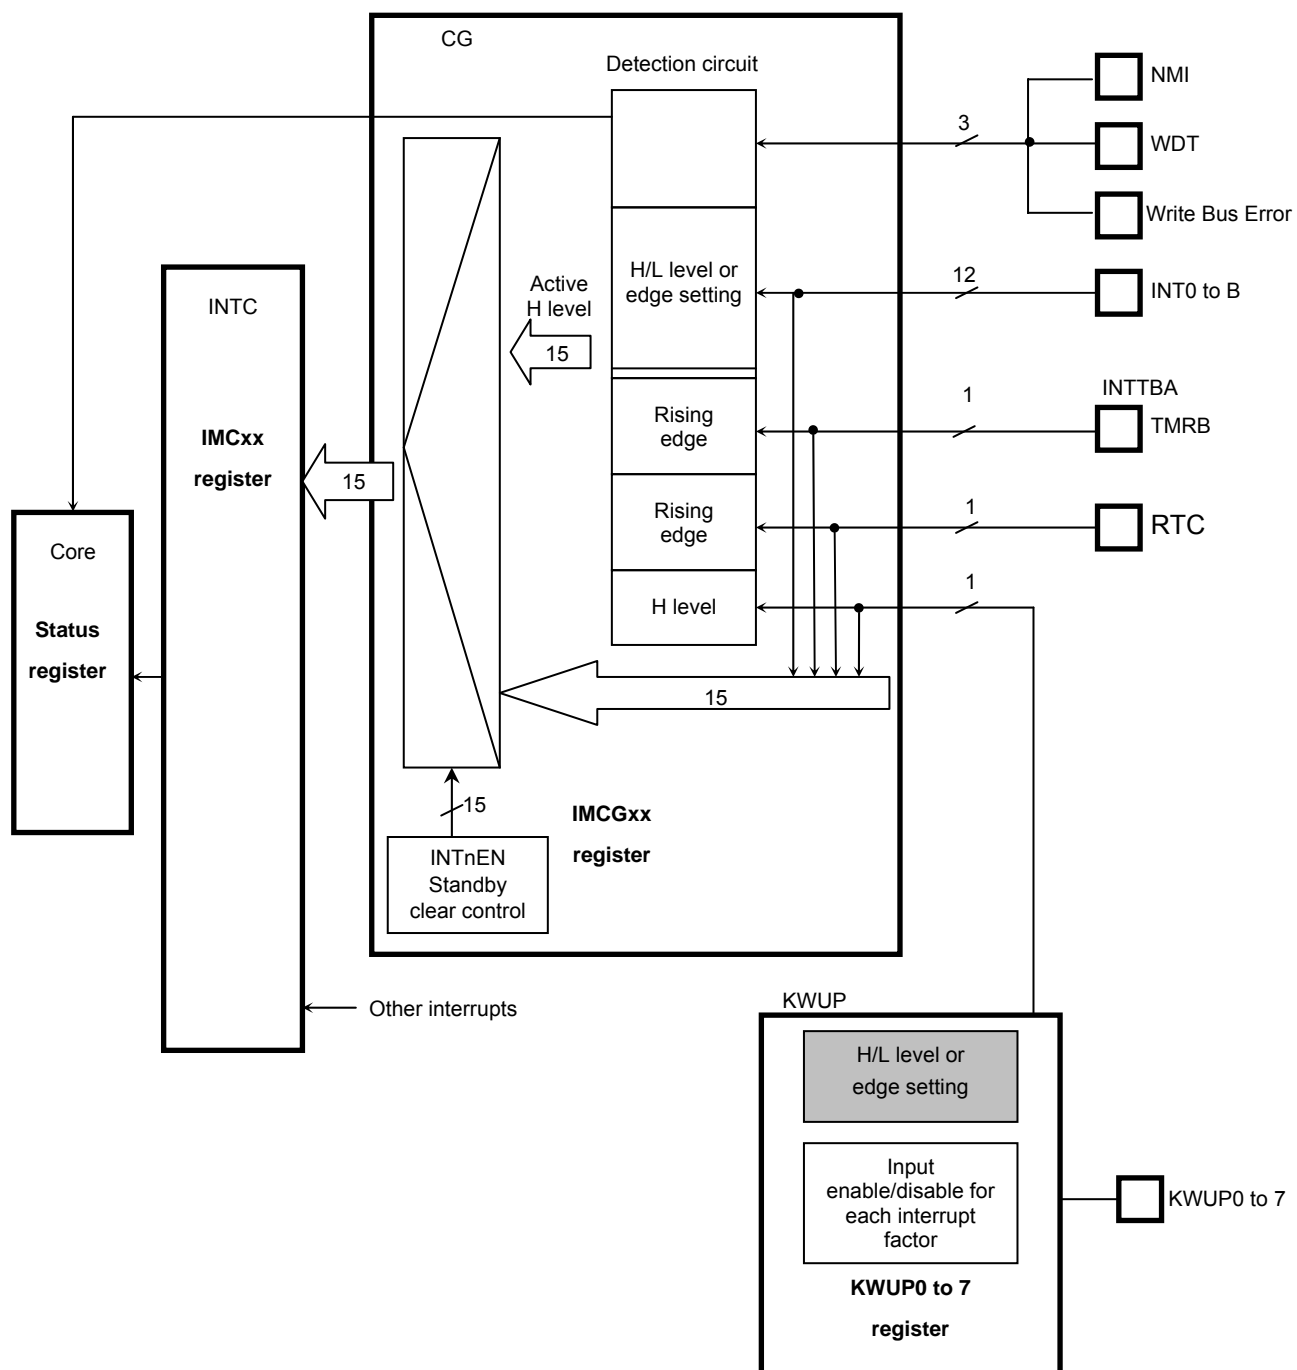 CG
Detection circuit
NMI
3
WDT
Write Bus Error
H/L level or
edge setting
12
INT0 to B
Active
H level
15
INTC
IMCxx
register
15
Rising
edge
1
INTTBA
TMRB
Rising
edge
1
RTC
H level
1
Core
Status
register
15
15
IMCGxx
register
INTnEN
Standby
clear control
Other interrupts
KWUP
H/L level or
edge setting
Input
enable/disable for
each interrupt
factor
KWUP0 to 7
KWUP0 to 7
register